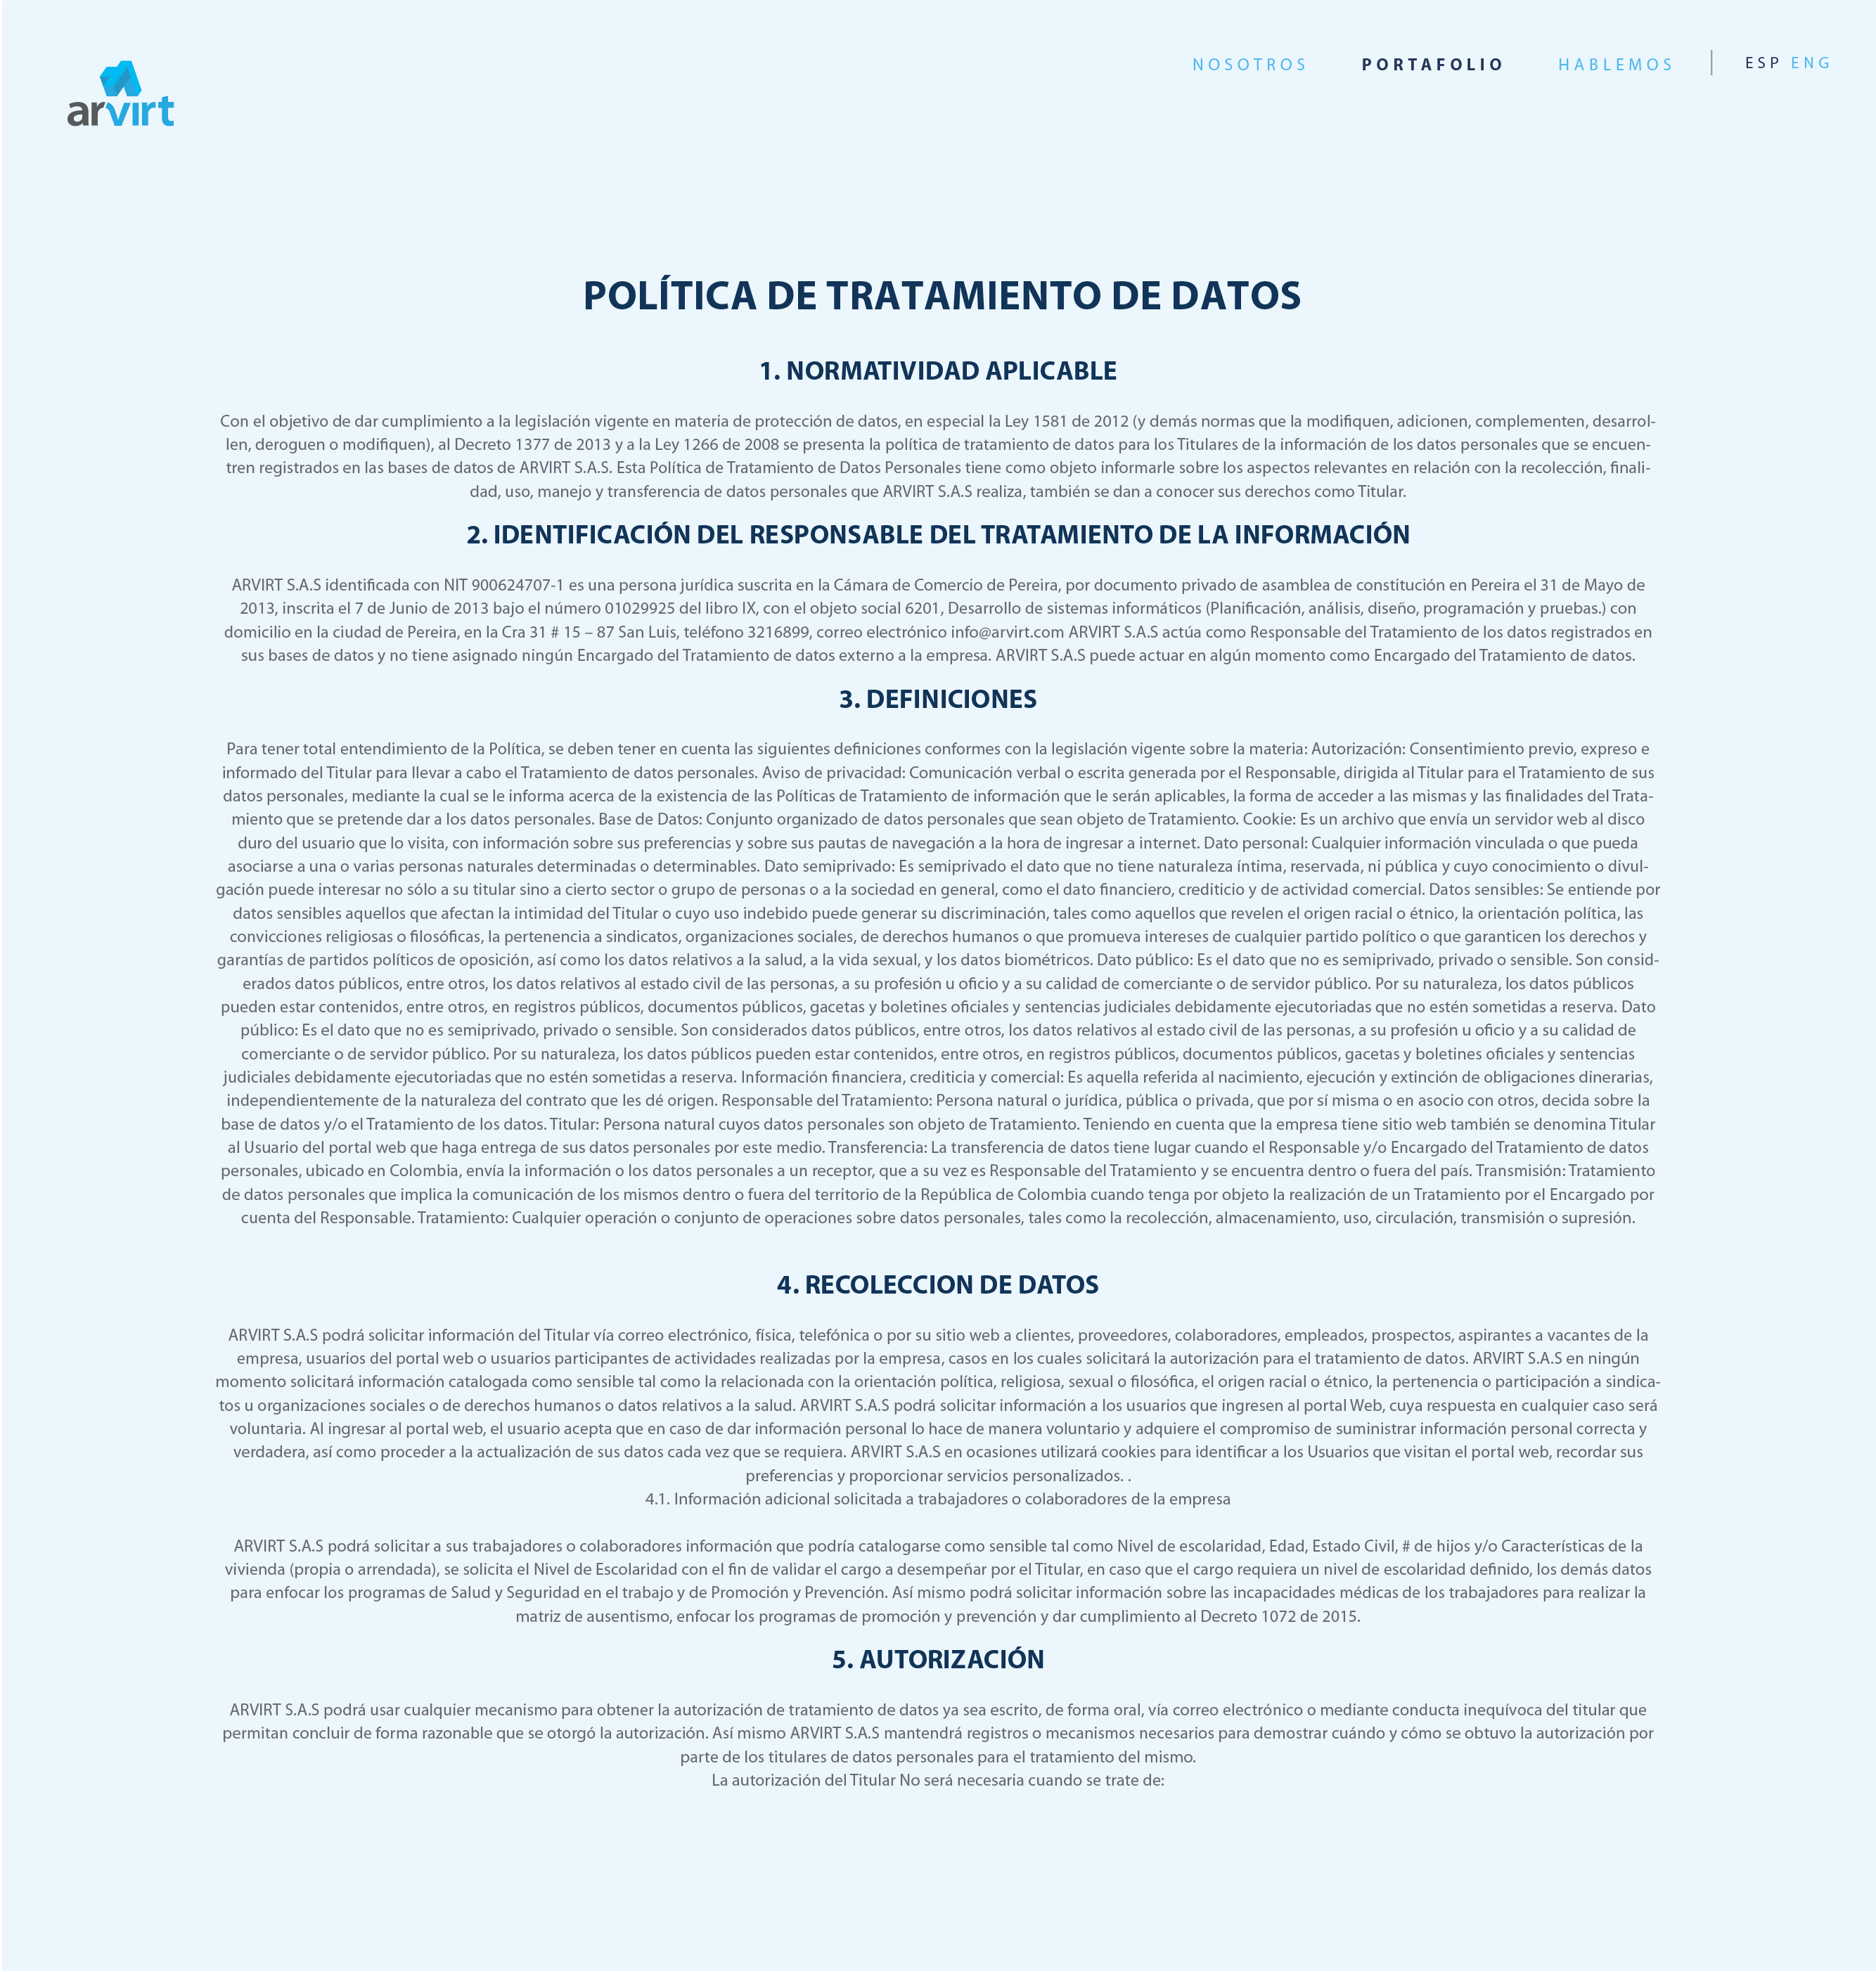 arvirt
NOSOTROS PORTAFOLIO HABLEMOS ESP ENG
POLÍTICA DE TRATAMIENTO DE DATOS
1. NORMATIVIDAD APLICABLE
Con el objetivo de dar cumplimiento a la legislación vigente en materia de protección de datos, en especial la Ley 1581 de 2012 (y demás normas que la modifiquen, adicionen, complementen, desarrol-
len, deroguen o modifiquen), al Decreto 1377 de 2013 y a la Ley 1266 de 2008 se presenta la política de tratamiento de datos para los Titulares de la información de los datos personales que se encuen-
tren registrados en las bases de datos de ARVIRT S.A.S. Esta Política de Tratamiento de Datos Personales tiene como objeto informarle sobre los aspectos relevantes en relación con la recolección, finali-
dad, uso, manejo y transferencia de datos personales que ARVIRT S.A.S realiza, también se dan a conocer sus derechos como Titular.
2. IDENTIFICACIÓN DEL RESPONSABLE DEL TRATAMIENTO DE LA INFORMACIÓN
ARVIRT S.A.S identificada con NIT 900624707-1 es una persona jurídica suscrita en la Cámara de Comercio de Pereira, por documento privado de asamblea de constitución en Pereira el 31 de Mayo de
2013, inscrita el 7 de Junio de 2013 bajo el número 01029925 del libro IX, con el objeto social 6201, Desarrollo de sistemas informáticos (Planificación, análisis, diseño, programación y pruebas.) con
domicilio en la ciudad de Pereira, en la Cra 31 # 15 – 87 San Luis, teléfono 3216899, correo electrónico info@arvirt.com ARVIRT S.A.S actúa como Responsable del Tratamiento de los datos registrados en
sus bases de datos y no tiene asignado ningún Encargado del Tratamiento de datos externo a la empresa. ARVIRT S.A.S puede actuar en algún momento como Encargado del Tratamiento de datos.
3. DEFINICIONES
Para tener total entendimiento de la Política, se deben tener en cuenta las siguientes definiciones conformes con la legislación vigente sobre la materia: Autorización: Consentimiento previo, expreso e
informado del Titular para llevar a cabo el Tratamiento de datos personales. Aviso de privacidad: Comunicación verbal o escrita generada por el Responsable, dirigida al Titular para el Tratamiento de sus
datos personales, mediante la cual se le informa acerca de la existencia de las Políticas de Tratamiento de información que le serán aplicables, la forma de acceder a las mismas y las finalidades del Trata-
miento que se pretende dar a los datos personales. Base de Datos: Conjunto organizado de datos personales que sean objeto de Tratamiento. Cookie: Es un archivo que envía un servidor web al disco
duro del usuario que lo visita, con información sobre sus preferencias y sobre sus pautas de navegación a la hora de ingresar a internet. Dato personal: Cualquier información vinculada o que pueda
asociarse a una o varias personas naturales determinadas o determinables. Dato semiprivado: Es semiprivado el dato que no tiene naturaleza íntima, reservada, ni pública y cuyo conocimiento o divul-
gación puede interesar no sólo a su titular sino a cierto sector o grupo de personas o a la sociedad en general, como el dato financiero, crediticio y de actividad comercial. Datos sensibles: Se entiende por
datos sensibles aquellos que afectan la intimidad del Titular o cuyo uso indebido puede generar su discriminación, tales como aquellos que revelen el origen racial o étnico, la orientación política, las
convicciones religiosas o filosóficas, la pertenencia a sindicatos, organizaciones sociales, de derechos humanos o que promueva intereses de cualquier partido político o que garanticen los derechos y
garantías de partidos políticos de oposición, así como los datos relativos a la salud, a la vida sexual, y los datos biométricos. Dato público: Es el dato que no es semiprivado, privado o sensible. Son consid-
erados datos públicos, entre otros, los datos relativos al estado civil de las personas, a su profesión u oficio y a su calidad de comerciante o de servidor público. Por su naturaleza, los datos públicos
pueden estar contenidos, entre otros, en registros públicos, documentos públicos, gacetas y boletines oficiales y sentencias judiciales debidamente ejecutoriadas que no estén sometidas a reserva. Dato
público: Es el dato que no es semiprivado, privado o sensible. Son considerados datos públicos, entre otros, los datos relativos al estado civil de las personas, a su profesión u oficio y a su calidad de
comerciante o de servidor público. Por su naturaleza, los datos públicos pueden estar contenidos, entre otros, en registros públicos, documentos públicos, gacetas y boletines oficiales y sentencias
judiciales debidamente ejecutoriadas que no estén sometidas a reserva. Información financiera, crediticia y comercial: Es aquella referida al nacimiento, ejecución y extinción de obligaciones dinerarias,
independientemente de la naturaleza del contrato que les dé origen. Responsable del Tratamiento: Persona natural o jurídica, pública o privada, que por sí misma o en asocio con otros, decida sobre la
base de datos y/o el Tratamiento de los datos. Titular: Persona natural cuyos datos personales son objeto de Tratamiento. Teniendo en cuenta que la empresa tiene sitio web también se denomina Titular
al Usuario del portal web que haga entrega de sus datos personales por este medio. Transferencia: La transferencia de datos tiene lugar cuando el Responsable y/o Encargado del Tratamiento de datos
personales, ubicado en Colombia, envía la información o los datos personales a un receptor, que a su vez es Responsable del Tratamiento y se encuentra dentro o fuera del país. Transmisión: Tratamiento
de datos personales que implica la comunicación de los mismos dentro o fuera del territorio de la República de Colombia cuando tenga por objeto la realización de un Tratamiento por el Encargado por
cuenta del Responsable. Tratamiento: Cualquier operación o conjunto de operaciones sobre datos personales, tales como la recolección, almacenamiento, uso, circulación, transmisión o supresión.
4. RECOLECCION DE DATOS
ARVIRT S.A.S podrá solicitar información del Titular vía correo electrónico, física, telefónica o por su sitio web a clientes, proveedores, colaboradores, empleados, prospectos, aspirantes a vacantes de la
empresa, usuarios del portal web o usuarios participantes de actividades realizadas por la empresa, casos en los cuales solicitará la autorización para el tratamiento de datos. ARVIRT S.A.S en ningún
momento solicitará información catalogada como sensible tal como la relacionada con la orientación política, religiosa, sexual o filosófica, el origen racial o étnico, la pertenencia o participación a sindica-
tos u organizaciones sociales o de derechos humanos o datos relativos a la salud. ARVIRT S.A.S podrá solicitar información a los usuarios que ingresen al portal Web, cuya respuesta en cualquier caso será
voluntaria. Al ingresar al portal web, el usuario acepta que en caso de dar información personal lo hace de manera voluntario y adquiere el compromiso de suministrar información personal correcta y
verdadera, así como proceder a la actualización de sus datos cada vez que se requiera. ARVIRT S.A.S en ocasiones utilizará cookies para identificar a los Usuarios que visitan el portal web, recordar sus
preferencias y proporcionar servicios personalizados. .
4.1. Información adicional solicitada a trabajadores o colaboradores de la empresa
ARVIRT S.A.S podrá solicitar a sus trabajadores o colaboradores información que podría catalogarse como sensible tal como Nivel de escolaridad, Edad, Estado Civil, # de hijos y/o Características de la
vivienda (propia o arrendada), se solicita el Nivel de Escolaridad con el fin de validar el cargo a desempeñar por el Titular, en caso que el cargo requiera un nivel de escolaridad definido, los demás datos
para enfocar los programas de Salud y Seguridad en el trabajo y de Promoción y Prevención. Así mismo podrá solicitar información sobre las incapacidades médicas de los trabajadores para realizar la
matriz de ausentismo, enfocar los programas de promoción y prevención y dar cumplimiento al Decreto 1072 de 2015.
5. AUTORIZACIÓN
ARVIRT S.A.S podrá usar cualquier mecanismo para obtener la autorización de tratamiento de datos ya sea escrito, de forma oral, vía correo electrónico o mediante conducta inequívoca del titular que
permitan concluir de forma razonable que se otorgó la autorización. Así mismo ARVIRT S.A.S mantendrá registros o mecanismos necesarios para demostrar cuándo y cómo se obtuvo la autorización por
parte de los titulares de datos personales para el tratamiento del mismo.
La autorización del Titular No será necesaria cuando se trate de: